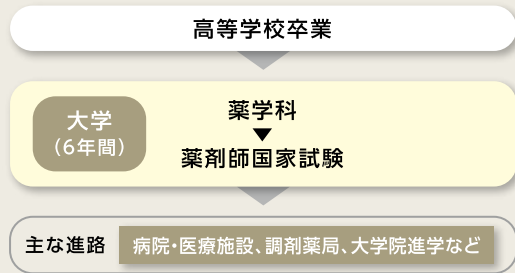 高等学校卒業
大学
(6年間)
薬学科
▼
薬剤師国家試験
主な進路
病院・医療施設、調剤薬局、大学院進学など